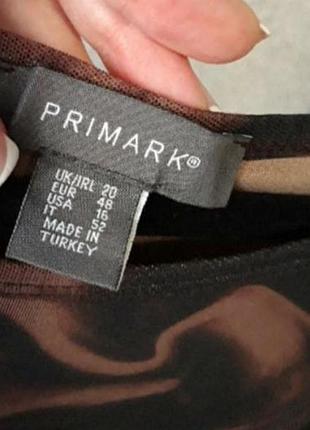 PRIMARK®
UK/IRL 20
EUR 48
USA 16
IT 52
MADE IN
TURKEY